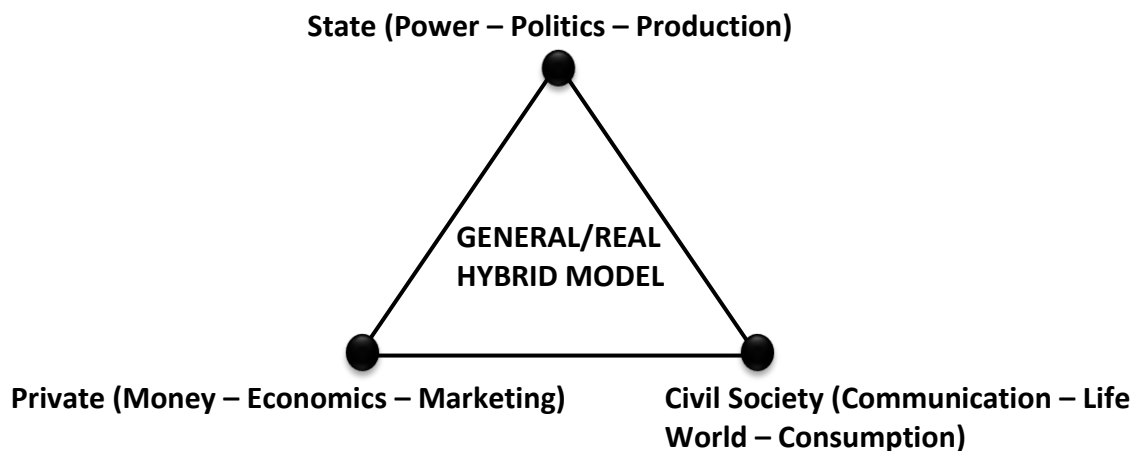 State (Power – Politics – Production)
GENERAL/REAL
HYBRID MODEL
Private (Money – Economics – Marketing)
Civil Society (Communication – Life
World – Consumption)